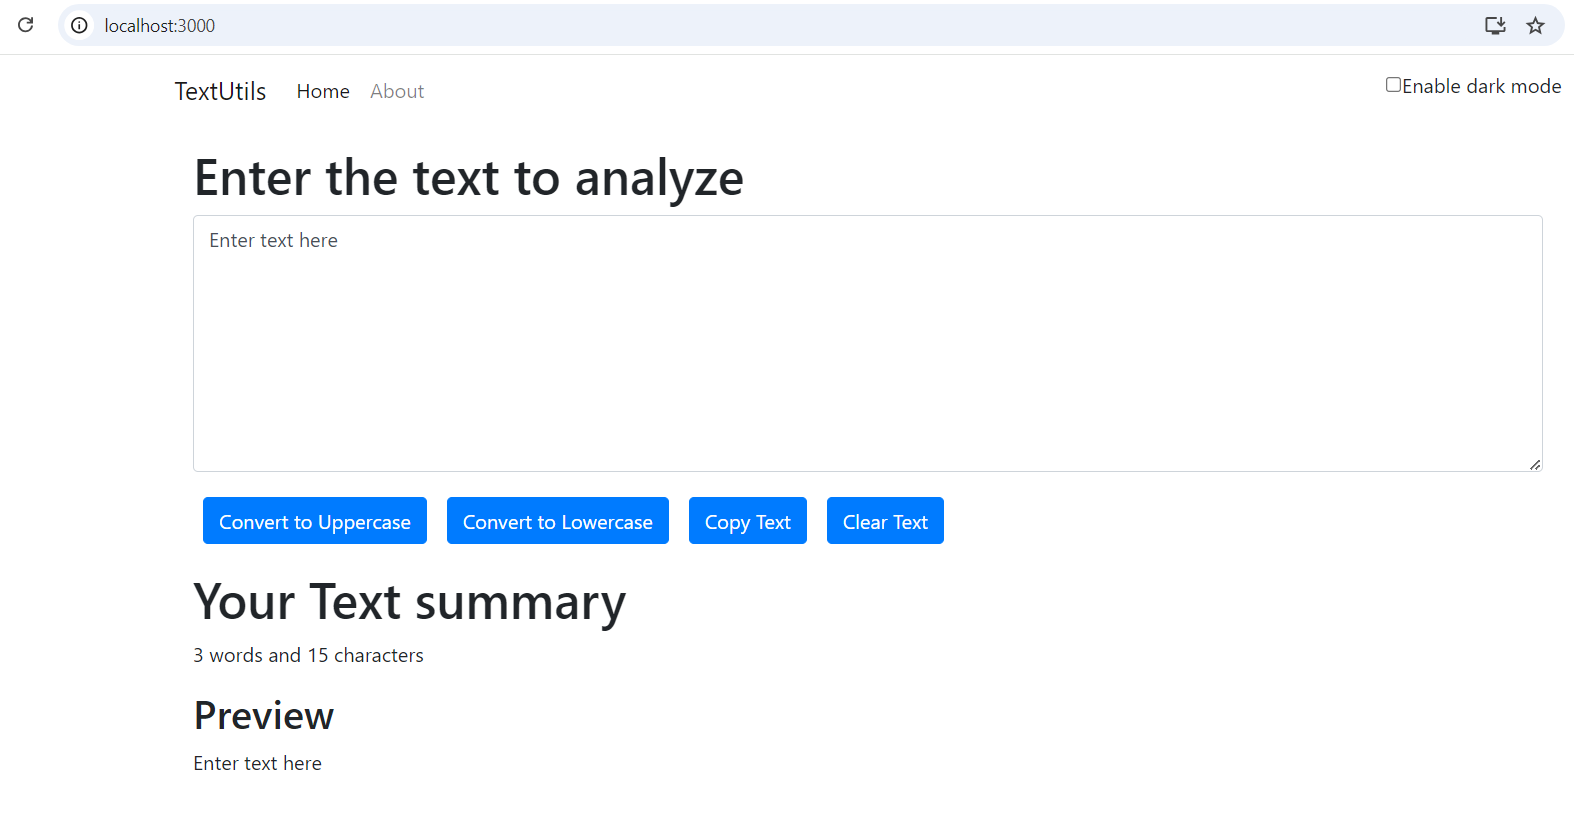 localhost:3000
TextUtils Home About Enable dark mode
Enter the text to analyze
Enter text here
Convert to Uppercase Convert to Lowercase Copy Text Clear Text
Your Text summary
3 words and 15 characters
Preview
Enter text here